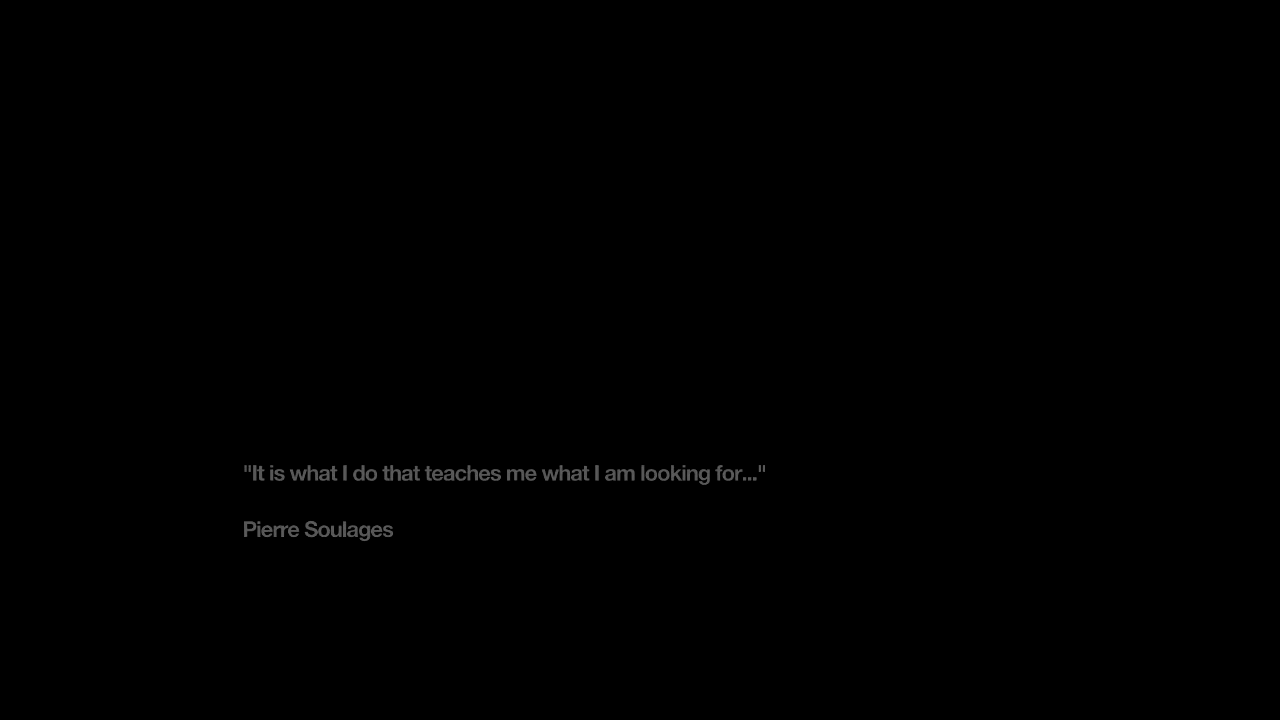 "It is what I do that teaches me what I am looking for..."
Pierre Soulages